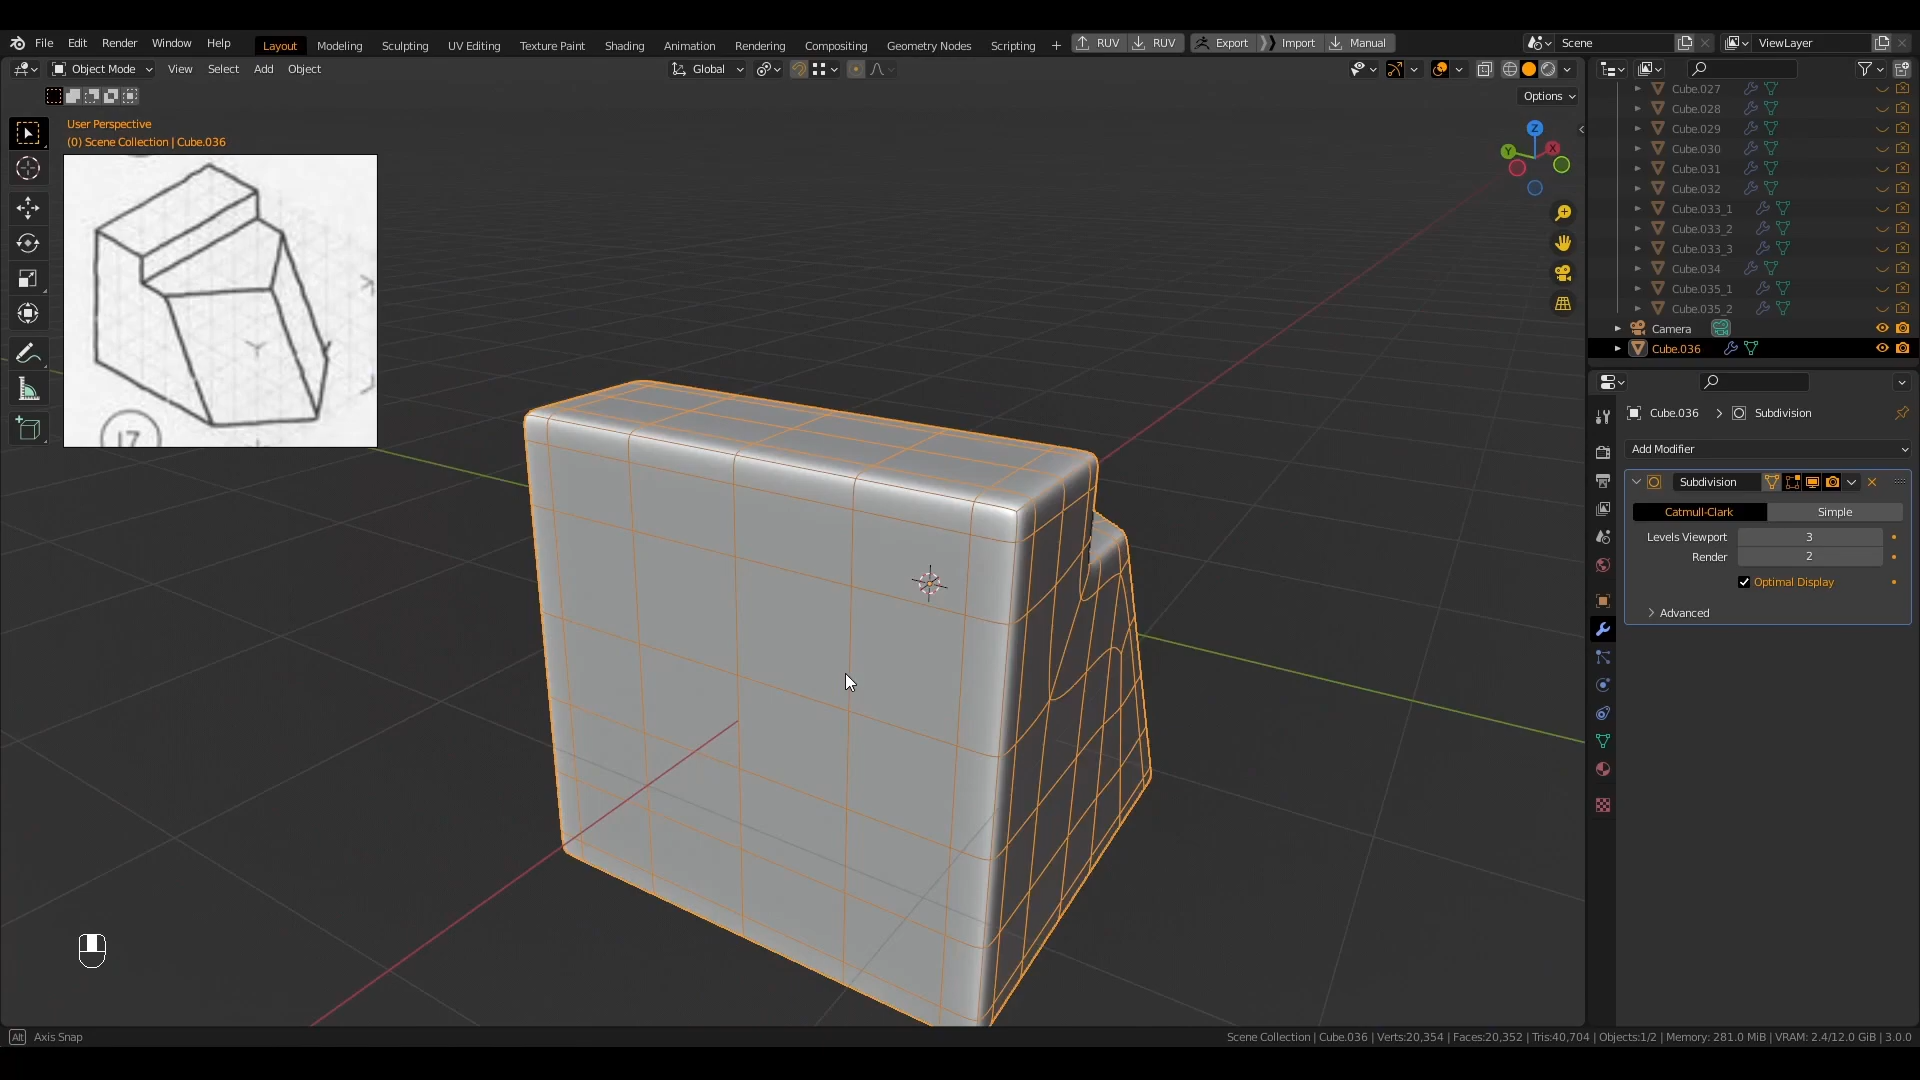 File Edit Render Window Help Layout Modeling Sculpting UV Editing Texture Paint Shading Animation Rendering Compositing Geometry Nodes Scripting + RUV RUV Export Import Manual Scene ViewLayer
Object Mode View Select Add Object Global
Options
User Perspective
(0) Scene Collection | Cube.036
17
Z
Y
X
Cube.027
Cube.028
Cube.029
Cube.030
Cube.031
Cube.032
Cube.033_1
Cube.033_2
Cube.033_3
Cube.034
Cube.035_1
Cube.035_2
Camera
Cube.036
Cube.036 > Subdivision
Add Modifier
Subdivision
Catmull-Clark Simple
Levels Viewport 3
Render 2
Optimal Display
Advanced
Alt Axis Snap
Scene Collection | Cube.036 | Verts:20,354 | Faces:20,352 | Tris:40,704 | Objects:1/2 | Memory: 281.0 MiB | VRAM: 2.4/12.0 GiB | 3.0.0